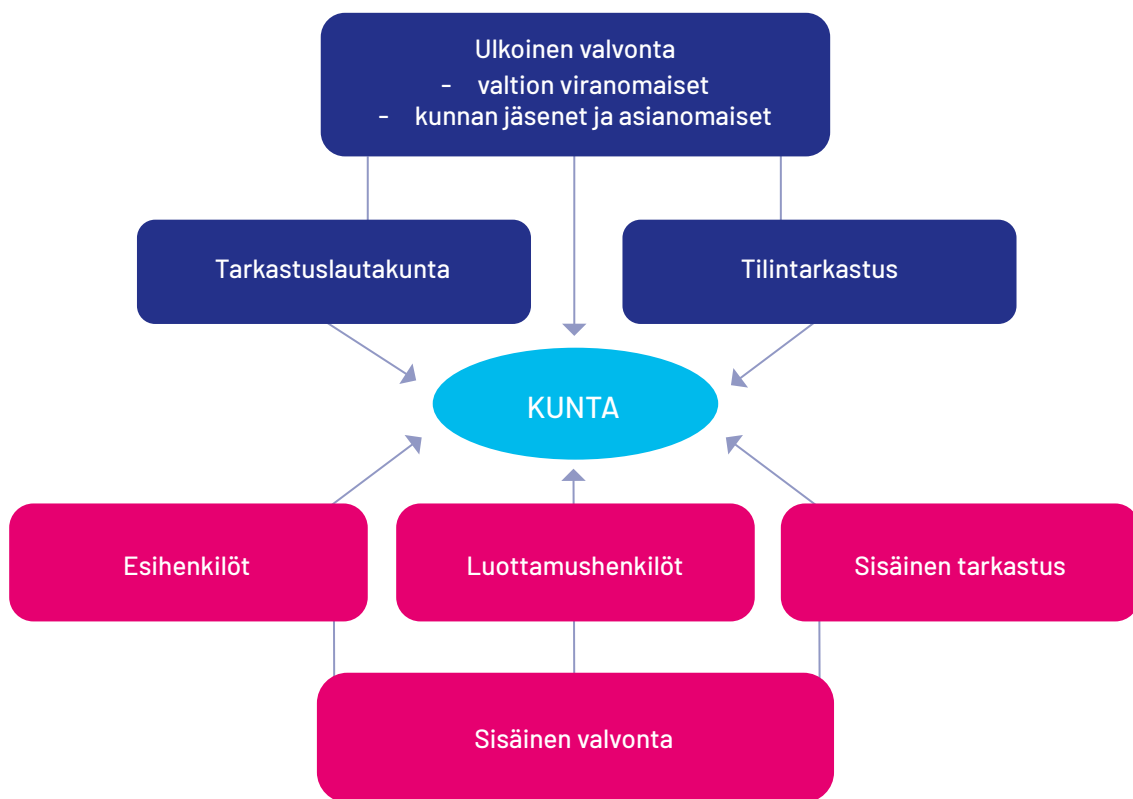 Ulkoinen valvonta
- valtion viranomaiset
- kunnan jäsenet ja asianomaiset
Tarkastuslautakunta
Tilintarkastus
KUNTA
Esihenkilöt
Luottamushenkilöt
Sisäinen tarkastus
Sisäinen valvonta